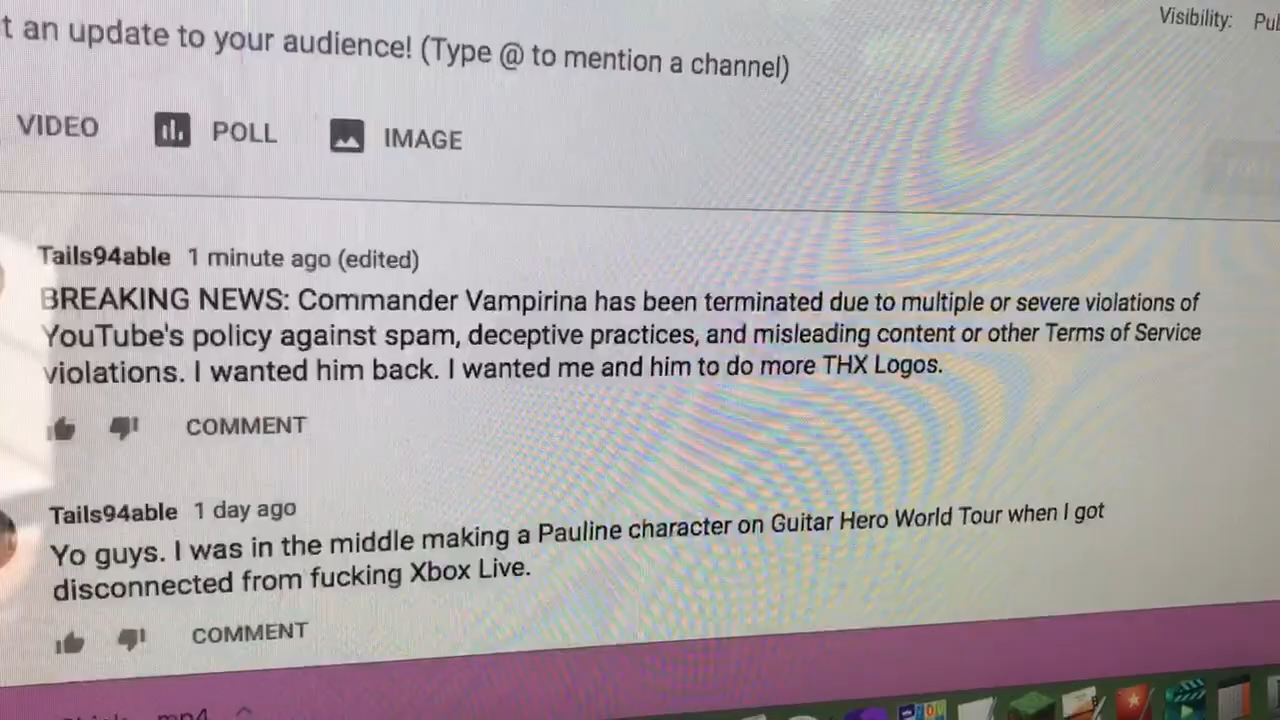 t an update to your audience! (Type @ to mention a channel)
Visibility:
VIDEO
POLL
IMAGE
Tails94able 1 minute ago (edited)
BREAKING NEWS: Commander Vampirina has been terminated due to multiple or severe violations of
YouTube's policy against spam, deceptive practices, and misleading content or other Terms of Service
violations. I wanted him back. I wanted me and him to do more THX Logos.
COMMENT
Tails94able 1 day ago
Yo guys. I was in the middle making a Pauline character on Guitar Hero World Tour when I got
disconnected from fucking Xbox Live.
COMMENT